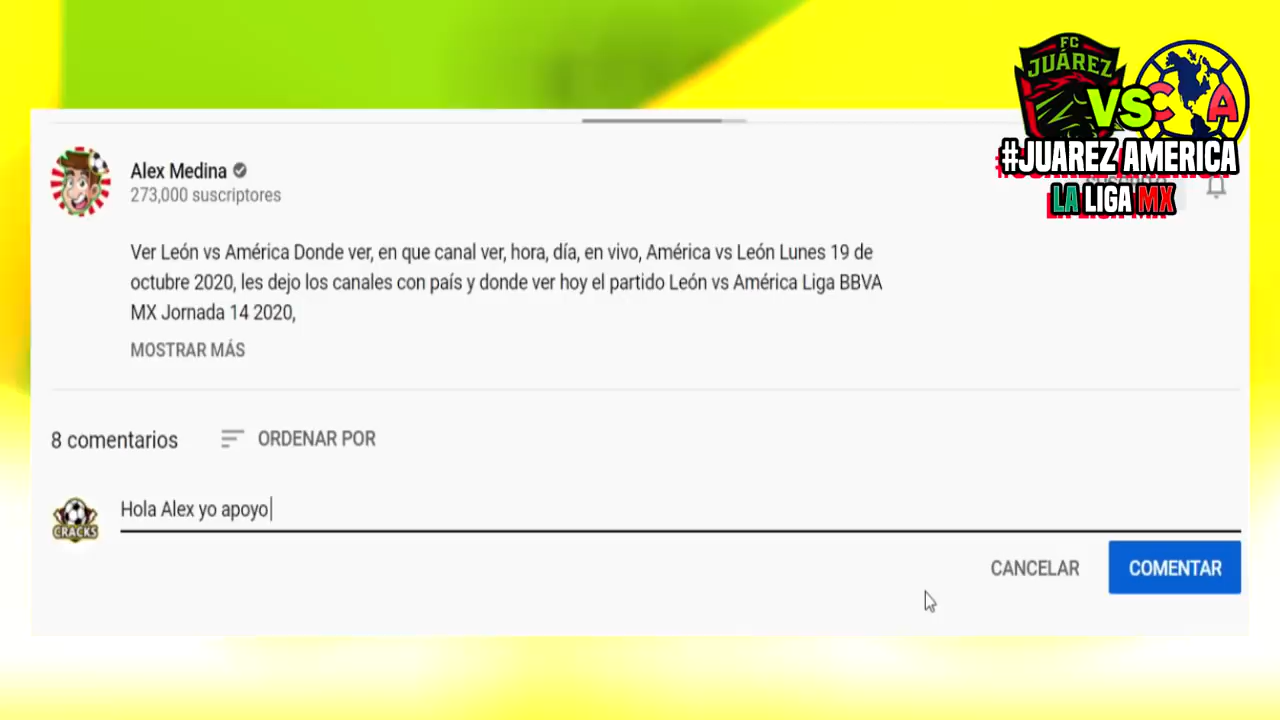 FC
JUÁREZ
VS
CA
#JUAREZ AMERICA
LA LIGA MX
Alex Medina
273,000 suscriptores
Ver León vs América Donde ver, en que canal ver, hora, día, en vivo, América vs León Lunes 19 de
octubre 2020, les dejo los canales con país y donde ver hoy el partido León vs América Liga BBVA
MX Jornada 14 2020,
MOSTRAR MÁS
8 comentarios
ORDENAR POR
CRACKS
Hola Alex yo apoyo
CANCELAR
COMENTAR